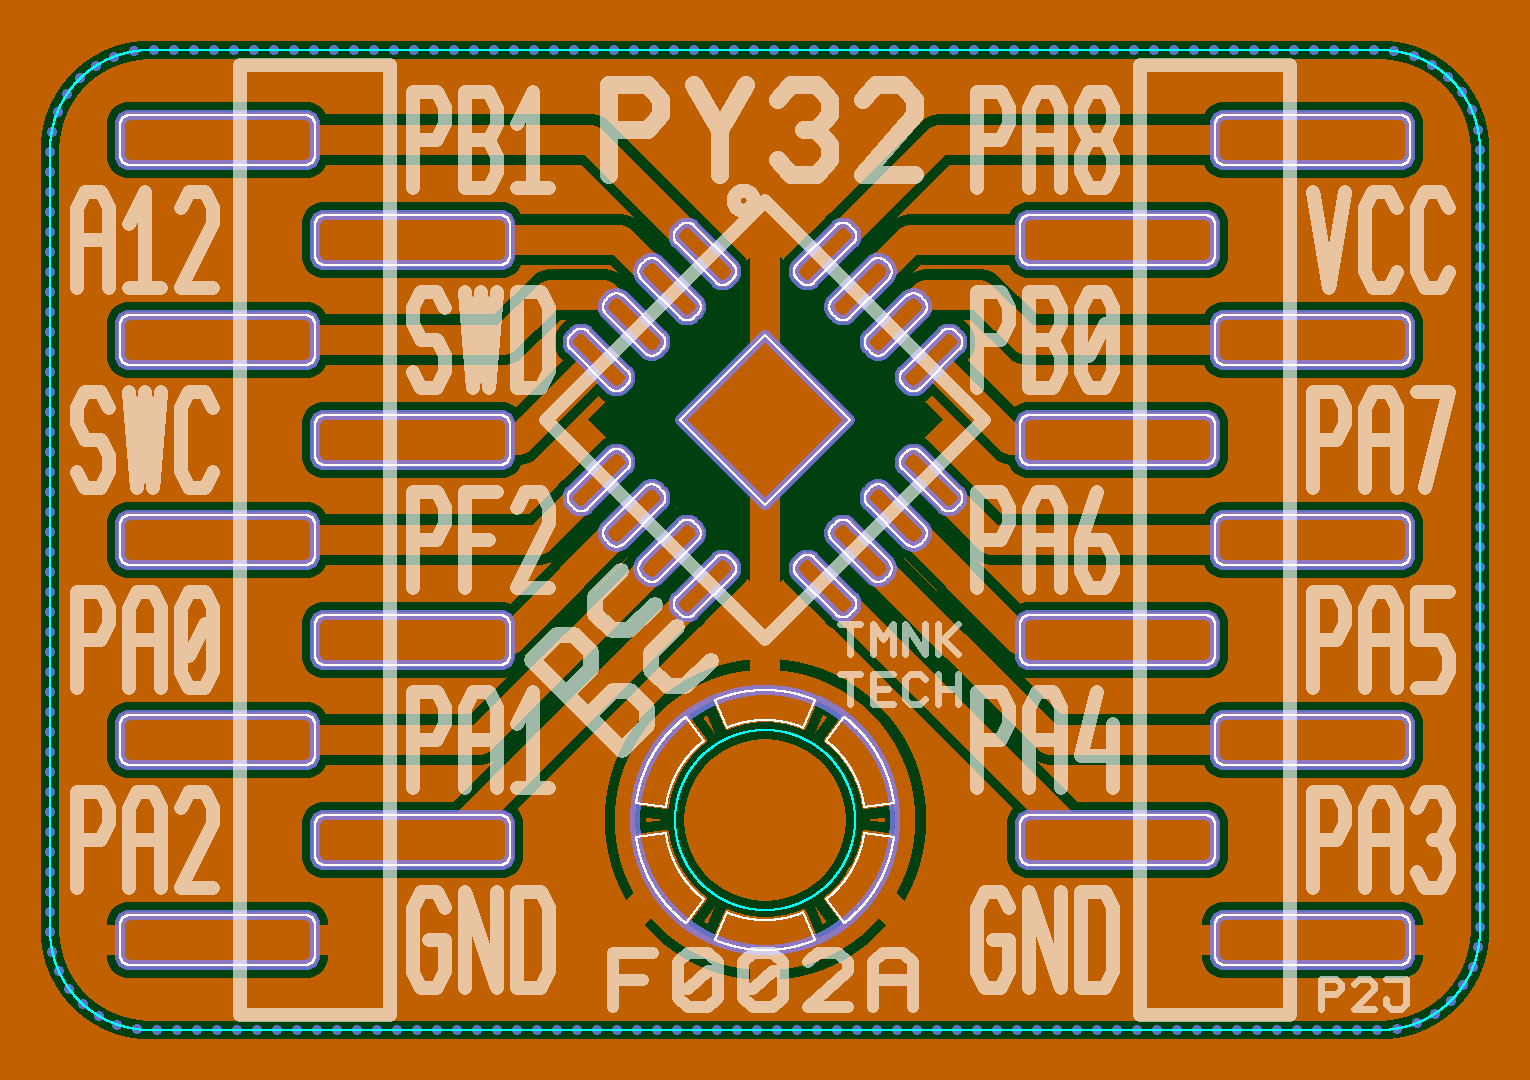 PB1 PY32 PA8
A12 VCC
SWD PB0
SWC PA7
PF2 PA6
PA0 TMNK PA5
TECH
PA1 PA4
PA2 PA3
GND F002A GND
P2J